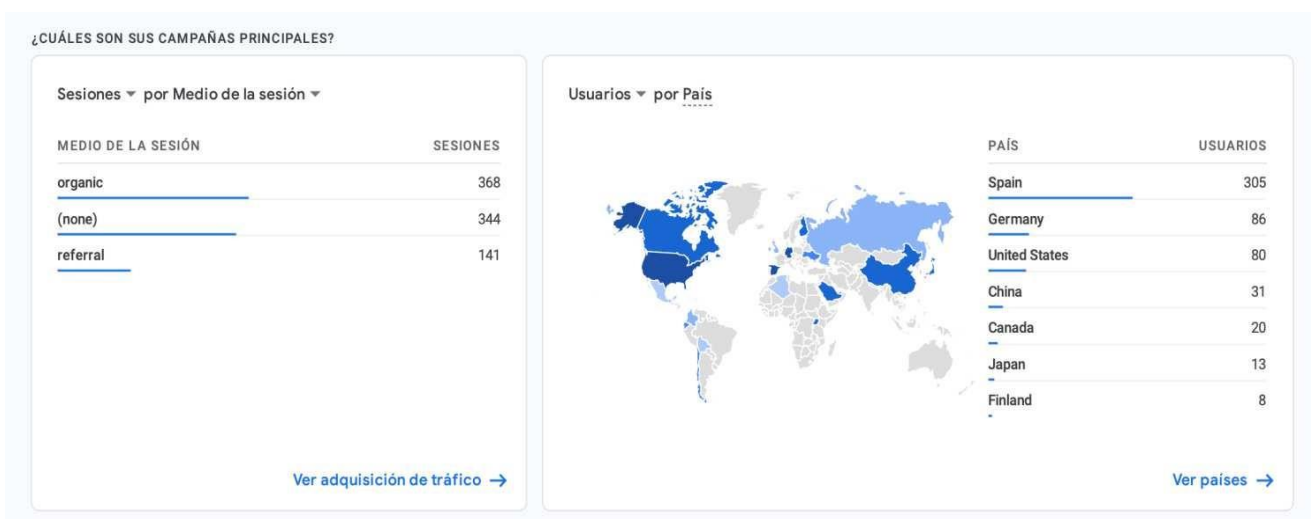 ¿CUÁLES SON SUS CAMPAÑAS PRINCIPALES?
Sesiones por Medio de la sesión
MEDIO DE LA SESIÓN SESIONES
organic 368
(none) 344
referral 141
Ver adquisición de tráfico
Usuarios por País
PAÍS USUARIOS
Spain 305
Germany 86
United States 80
China 31
Canada 20
Japan 13
Finland 8
Ver países